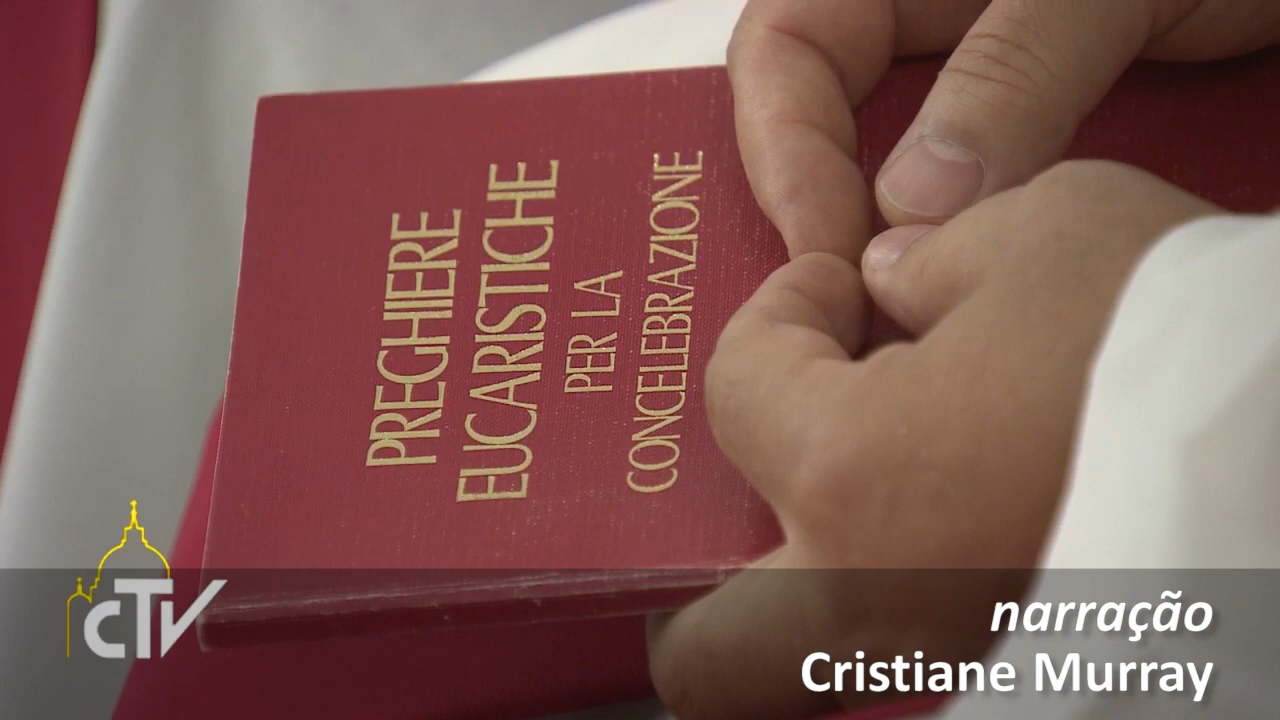 PREGHIERE
EUCARISTICHE
PER LA
CONCELEBRAZIONE
CTV
narração
Cristiane Murray